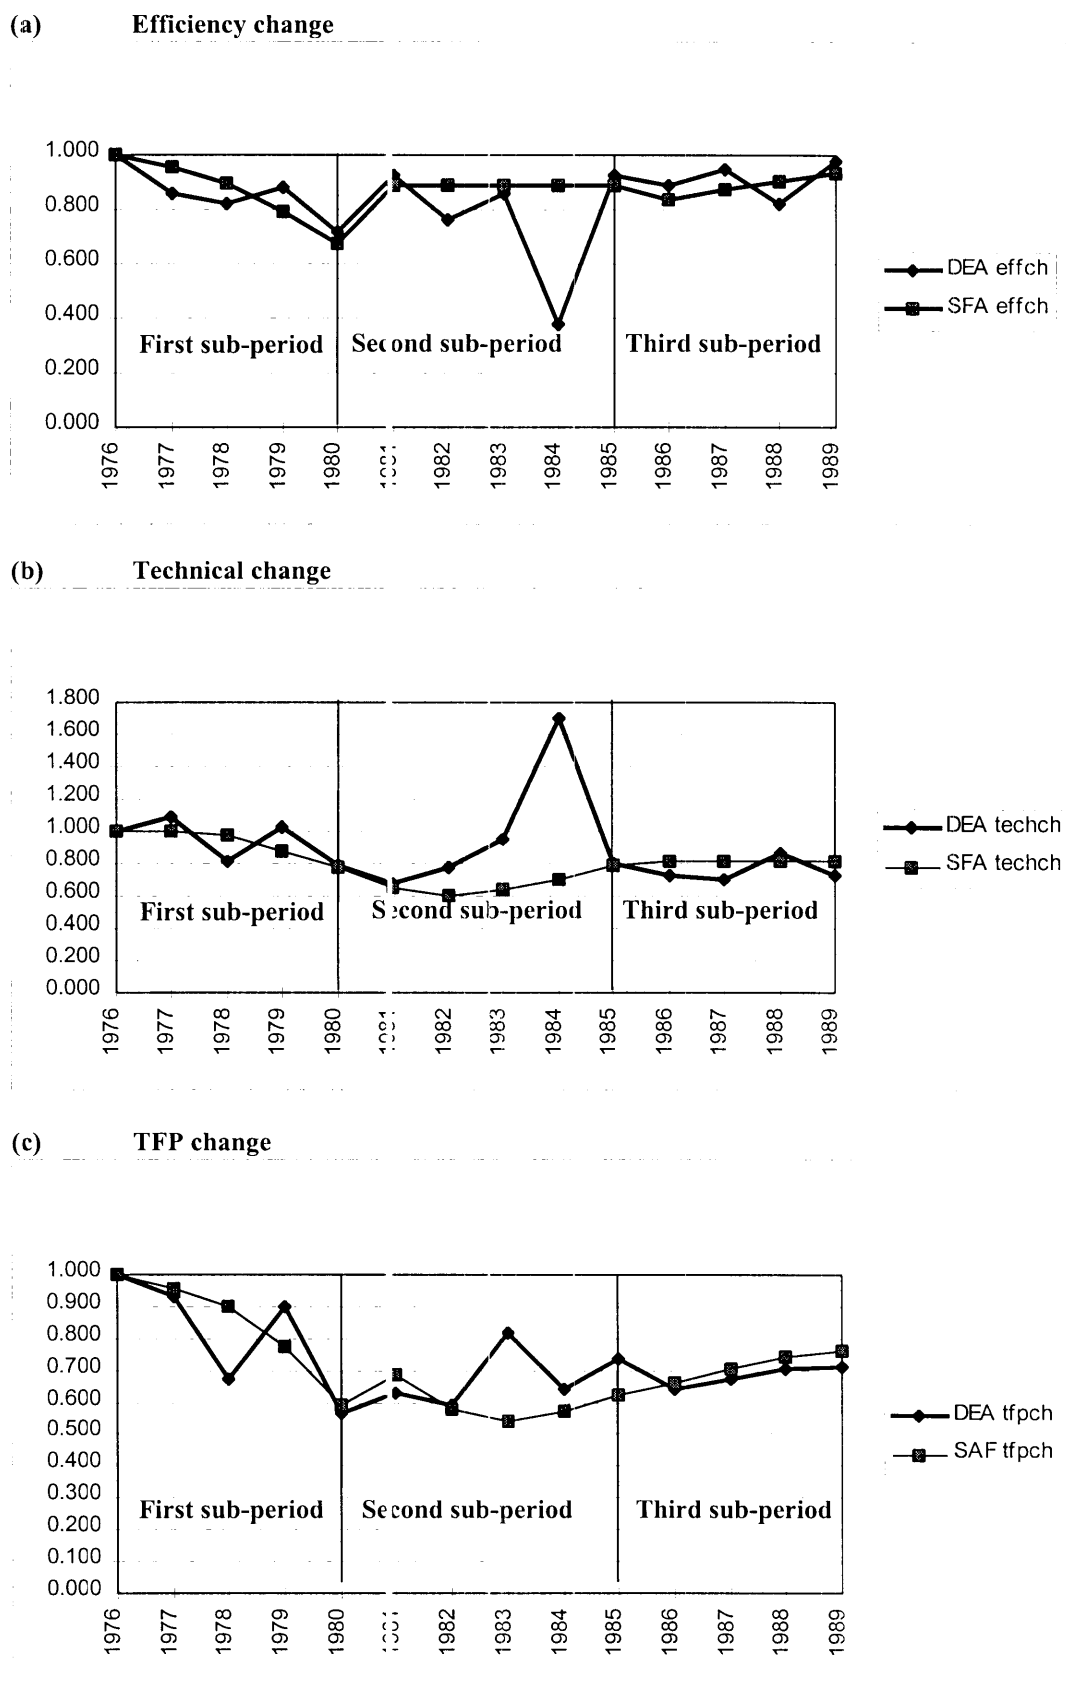 (a) Efficiency change
1.000
0.800
0.600
0.400
0.200
0.000
First sub-period Second sub-period Third sub-period
1976 1977 1978 1979 1980 1981 1982 1983 1984 1985 1986 1987 1988 1989
DEA effch
SFA effch
(b) Technical change
1.800
1.600
1.400
1.200
1.000
0.800
0.600
0.400
0.200
0.000
First sub-period Second sub-period Third sub-period
1976 1977 1978 1979 1980 1981 1982 1983 1984 1985 1986 1987 1988 1989
DEA techch
SFA techch
(c) TFP change
1.000
0.900
0.800
0.700
0.600
0.500
0.400
0.300
0.200
0.100
0.000
First sub-period Second sub-period Third sub-period
1976 1977 1978 1979 1980 1981 1982 1983 1984 1985 1986 1987 1988 1989
DEA tfpch
SAF tfpch